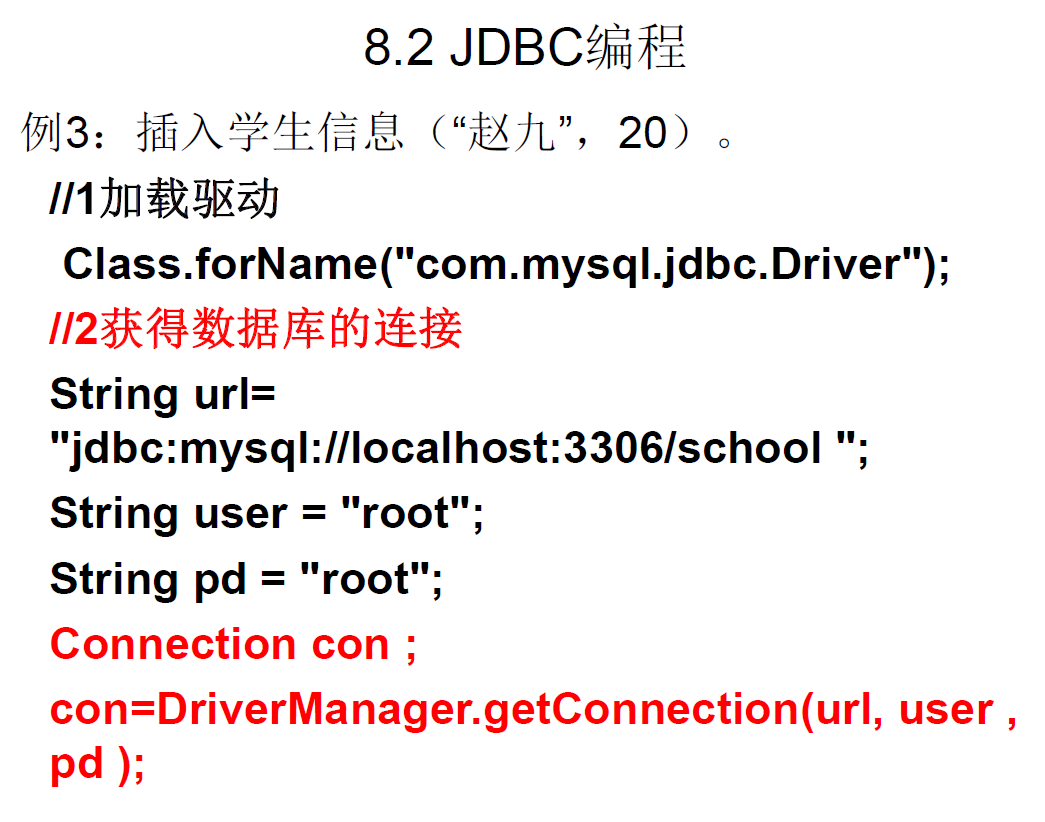 8.2 JDBC编程
例3：插入学生信息（“赵九”，20）。
//1加载驱动
Class.forName("com.mysql.jdbc.Driver");
//2获得数据库的连接
String url=
"jdbc:mysql://localhost:3306/school ";
String user = "root";
String pd = "root";
Connection con ;
con=DriverManager.getConnection(url, user ,
pd );